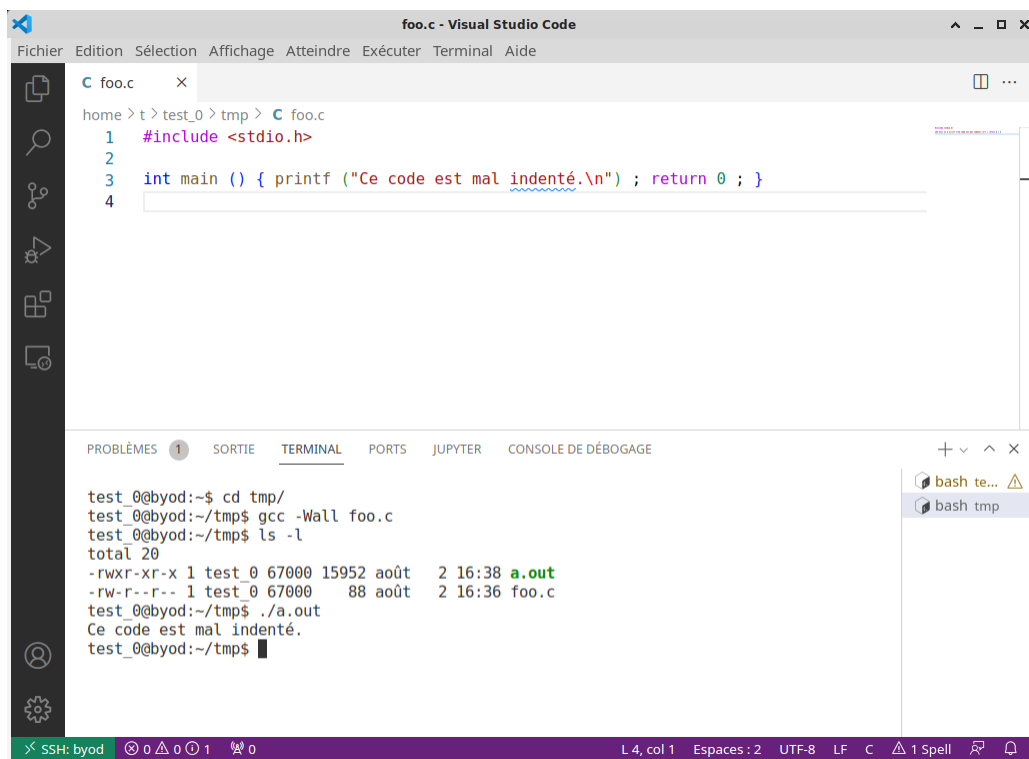 foo.c - Visual Studio Code
Fichier Edition Sélection Affichage Atteindre Exécuter Terminal Aide
C foo.c
home > t > test_0 > tmp > C foo.c
1 #include <stdio.h>
2
3 int main () { printf ("Ce code est mal indenté.\n") ; return 0 ; }
4
PROBLÈMES 1 SORTIE TERMINAL PORTS JUPYTER CONSOLE DE DÉBOGAGE
bash te...
bash tmp
test_0@byod:~$ cd tmp/
test_0@byod:~/tmp$ gcc -Wall foo.c
test_0@byod:~/tmp$ ls -l
total 20
-rwxr-xr-x 1 test_0 67000 15952 août   2 16:38 a.out
-rw-r--r-- 1 test_0 67000    88 août   2 16:36 foo.c
test_0@byod:~/tmp$ ./a.out
Ce code est mal indenté.
test_0@byod:~/tmp$
SSH: byod 0 0 1 0 L 4, col 1 Espaces : 2 UTF-8 LF C 1 Spell